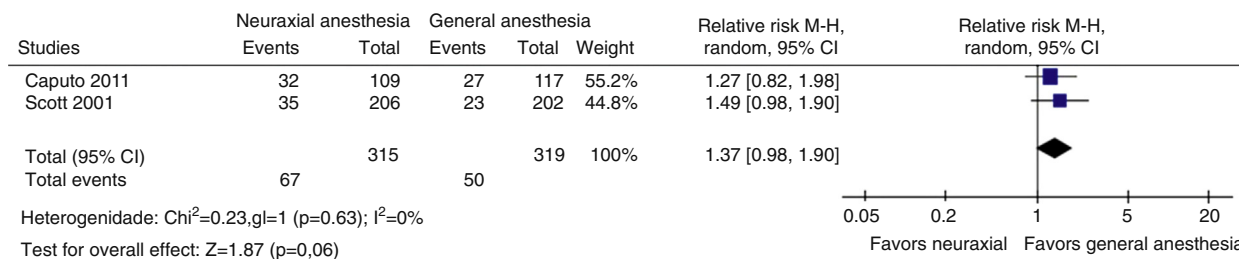 Neuraxial anesthesia General anesthesia Relative risk M-H, Relative risk M-H,
Studies Events Total Events Total Weight random, 95% CI random, 95% CI
Caputo 2011 32 109 27 117 55.2% 1.27 [0.82, 1.98]
Scott 2001 35 206 23 202 44.8% 1.49 [0.98, 1.90]
Total (95% CI) 315 319 100% 1.37 [0.98, 1.90]
Total events 67 50
Heterogenidade: Chi²=0.23,gl=1 (p=0.63); I²=0%
0.05 0.2 1 5 20
Test for overall effect: Z=1.87 (p=0,06)
Favors neuraxial Favors general anesthesia